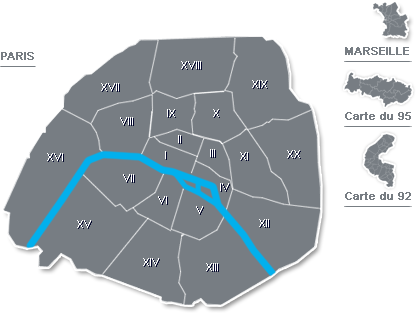 PARIS
XVIII
XVII
XIX
IX
X
VIII
II
I
III
XI
XX
XVI
VII
IV
VI
V
XV
XII
XIV
XIII
MARSEILLE
Carte du 95
Carte du 92